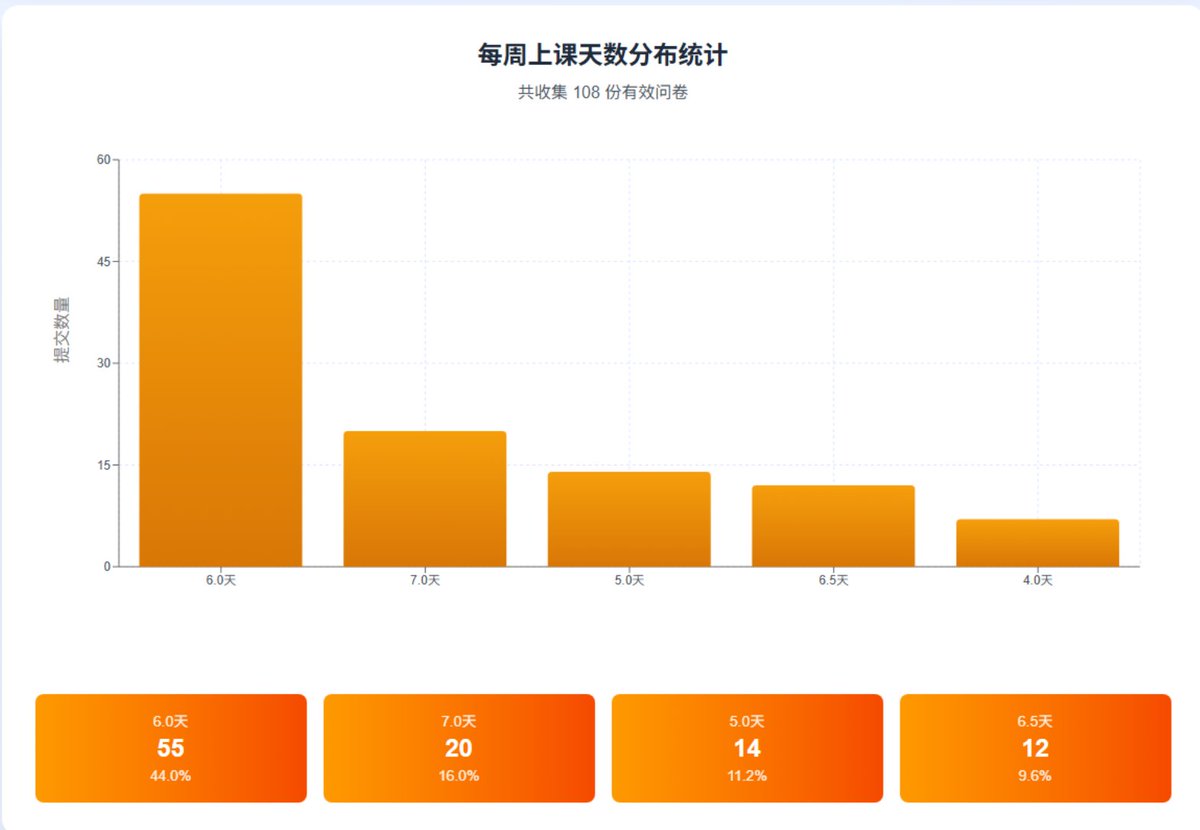 每周上课天数分布统计
共收集 108 份有效问卷
提交数量
60
45
30
15
0
6.0天
7.0天
5.0天
6.5天
4.0天
6.0天
55
44.0%
7.0天
20
16.0%
5.0天
14
11.2%
6.5天
12
9.6%